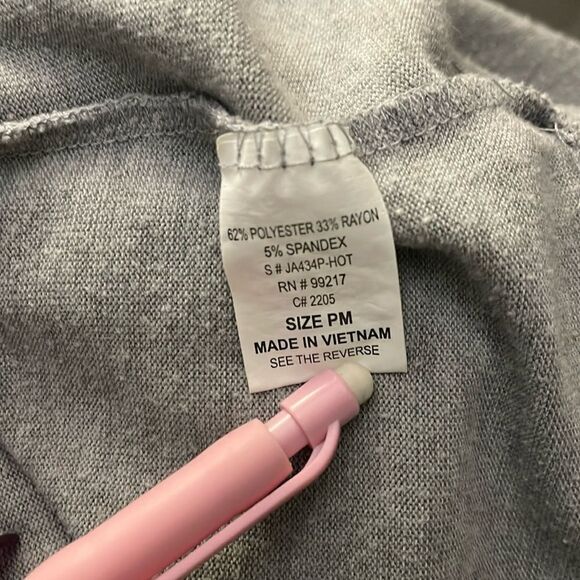 62% POLYESTER 33% RAYON
5% SPANDEX
S # JA434P-HOT
RN # 99217
C# 2205
SIZE PM
MADE IN VIETNAM
SEE THE REVERSE